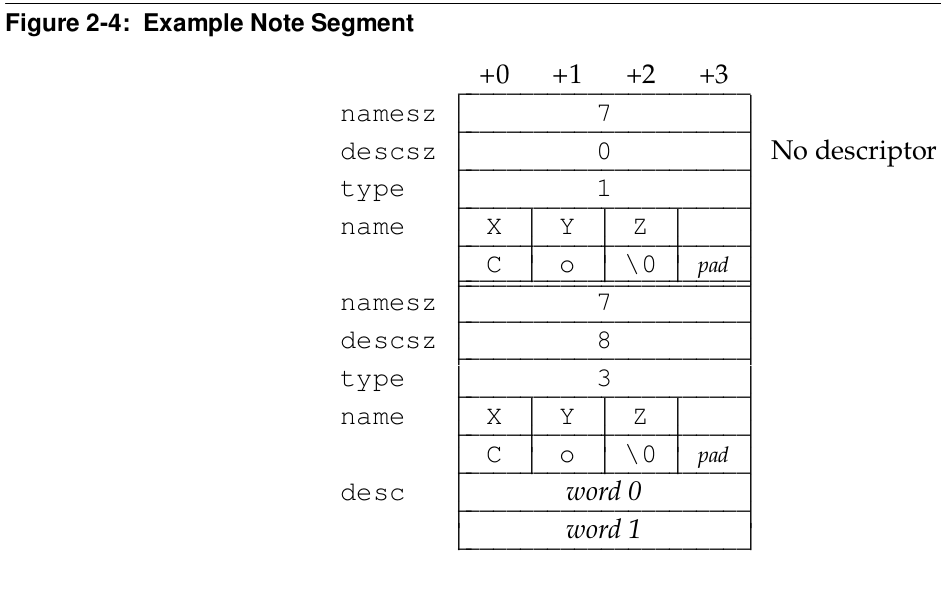 Figure 2-4: Example Note Segment
+0 +1 +2 +3
namesz 7
descsz 0 No descriptor
type 1
name X Y Z
C o \0 pad
namesz 7
descsz 8
type 3
name X Y Z
C o \0 pad
desc word 0
word 1